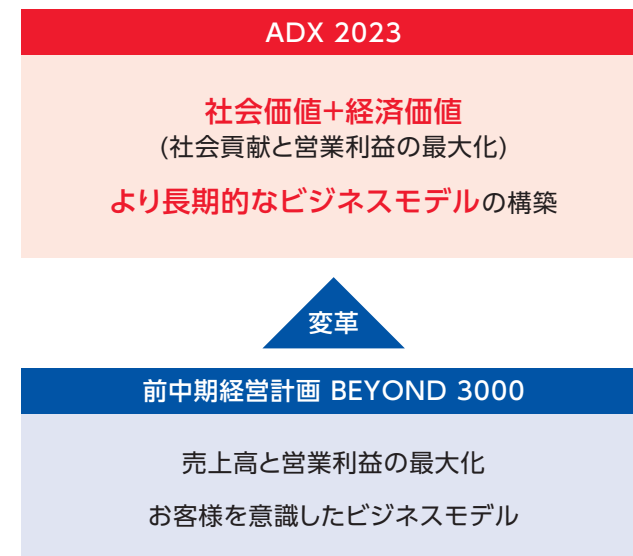 ADX 2023
社会価値+経済価値
(社会貢献と営業利益の最大化)
より長期的なビジネスモデルの構築
変革
前中期経営計画 BEYOND 3000
売上高と営業利益の最大化
お客様を意識したビジネスモデル